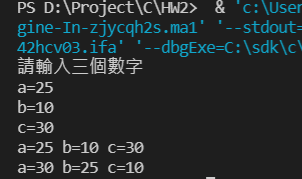 PS D:\Project\C\HW2>  & 'c:\User
gine-In-zjycqh2s.ma1' '--stdout=
42hcv03.ifa' '--dbgExe=C:\sdk\c\
請輸入三個數字
a=25
b=10
c=30
a=25 b=10 c=30
a=30 b=25 c=10